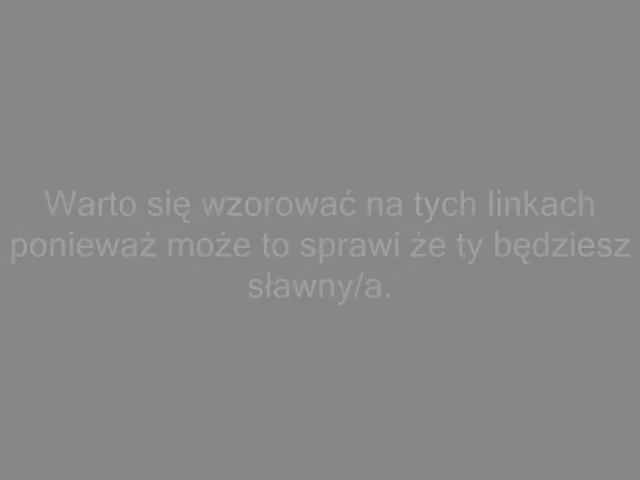 Warto się wzorować na tych linkach
ponieważ może to sprawi że ty będziesz
sławny/a.